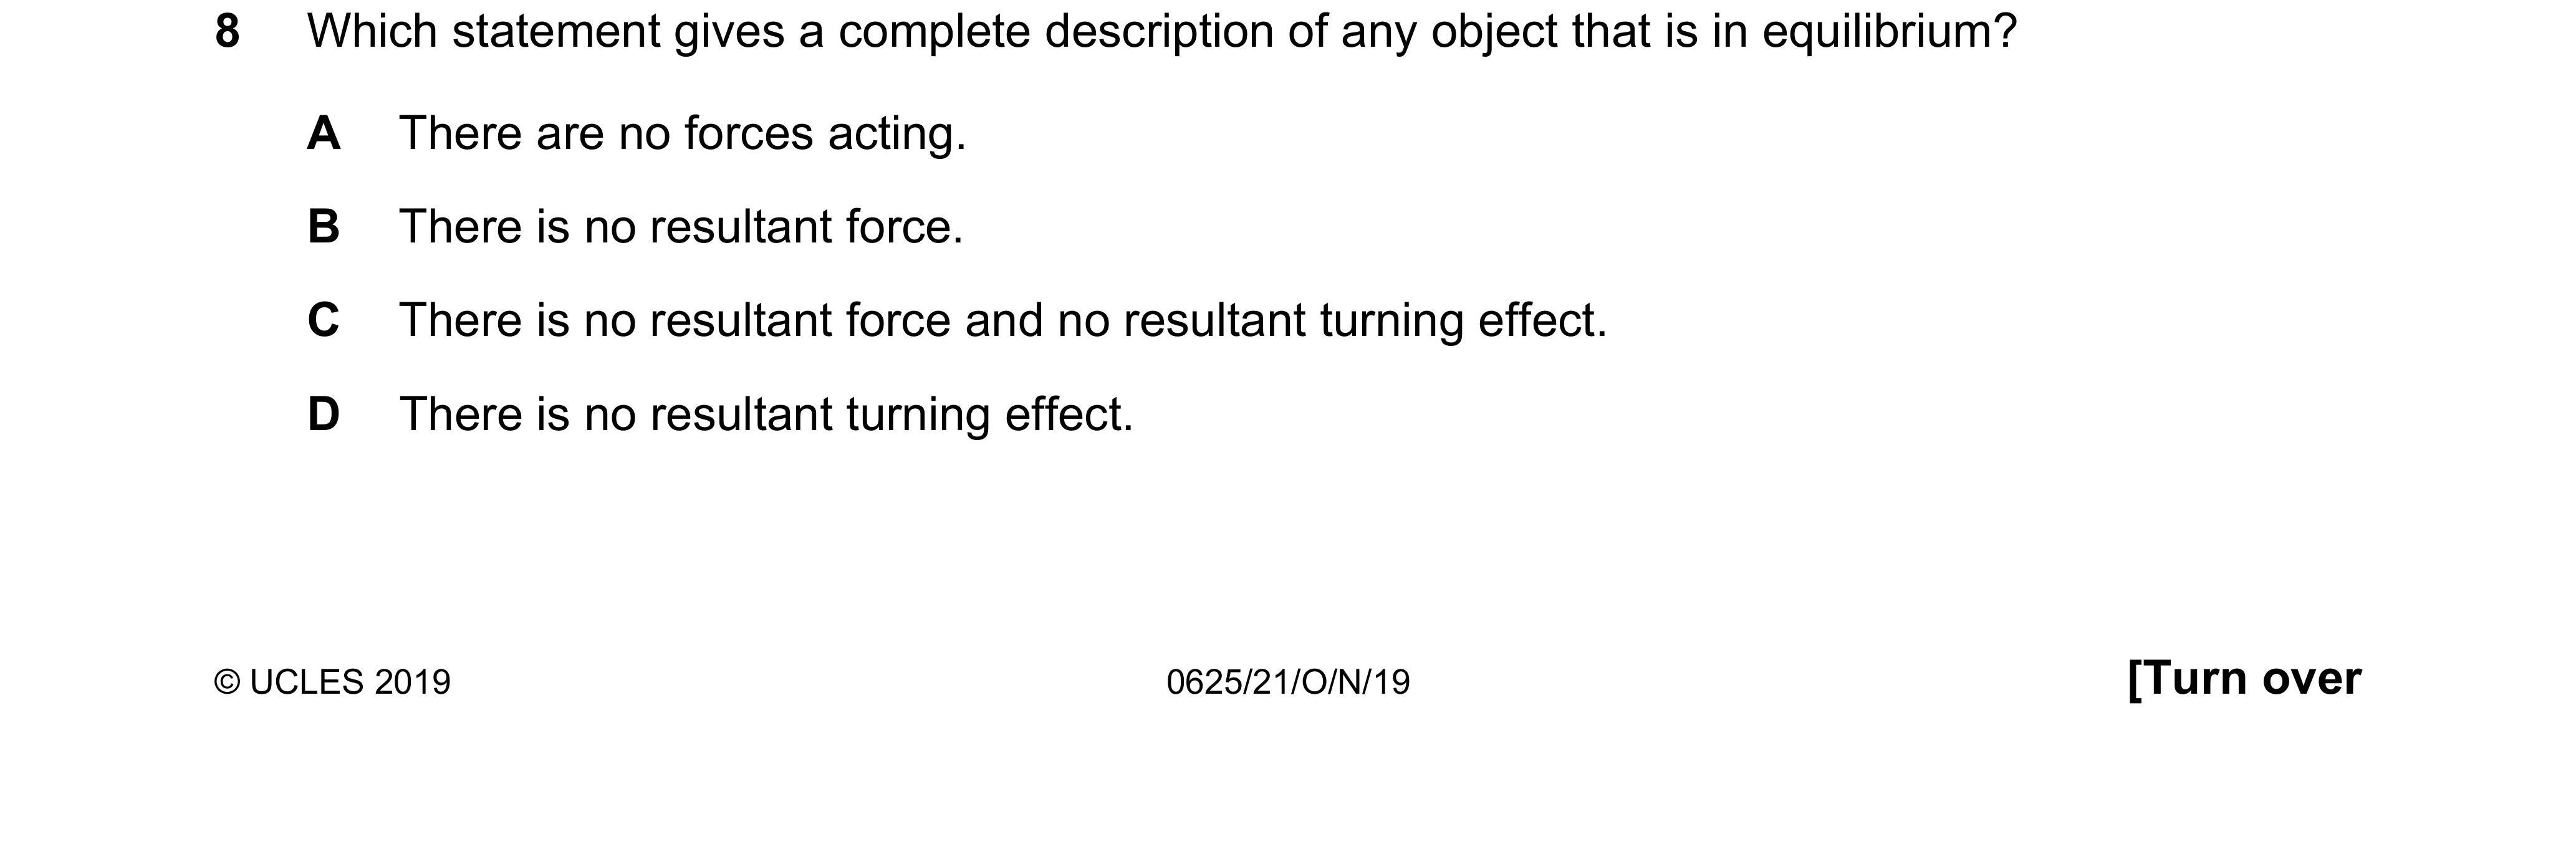 8 Which statement gives a complete description of any object that is in equilibrium?
A There are no forces acting.
B There is no resultant force.
C There is no resultant force and no resultant turning effect.
D There is no resultant turning effect.
© UCLES 2019 0625/21/O/N/19 [Turn over